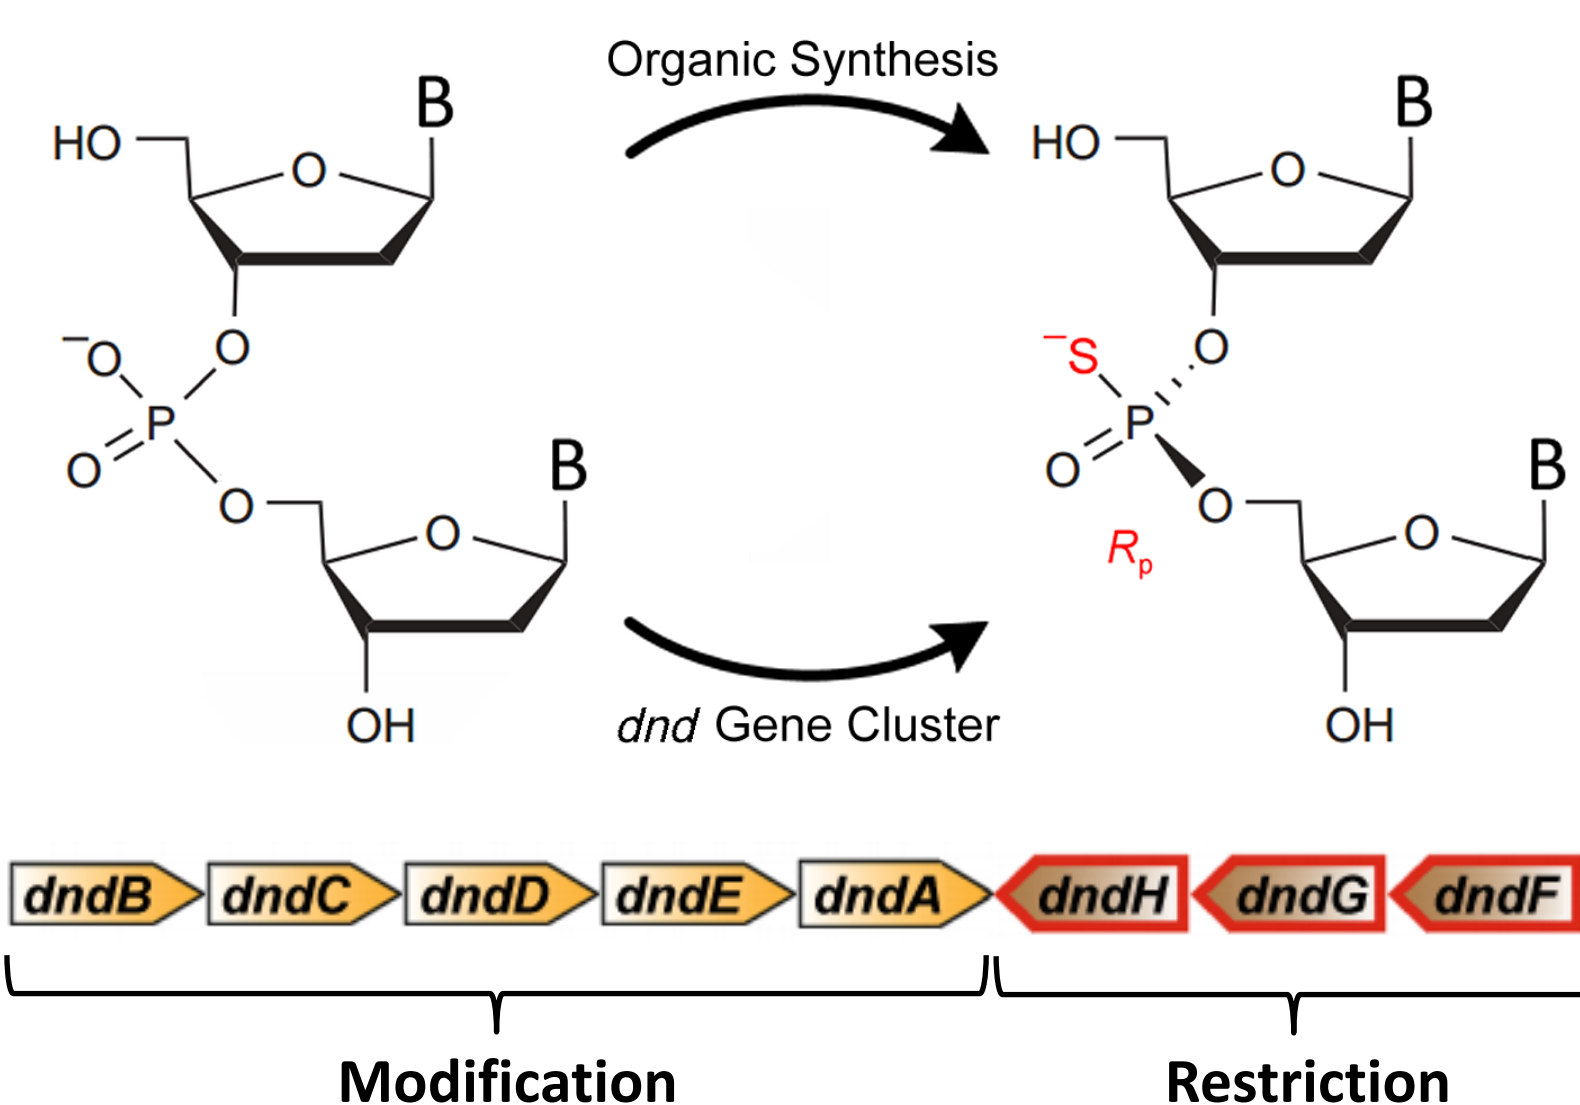 Organic Synthesis
B
HO
O
O
⁻O
P
O
O
B
O
OH
B
HO
O
O
⁻S
P
O
O
Rp
B
O
OH
dnd Gene Cluster
dndB dndC dndD dndE dndA dndH dndG dndF
Modification Restriction